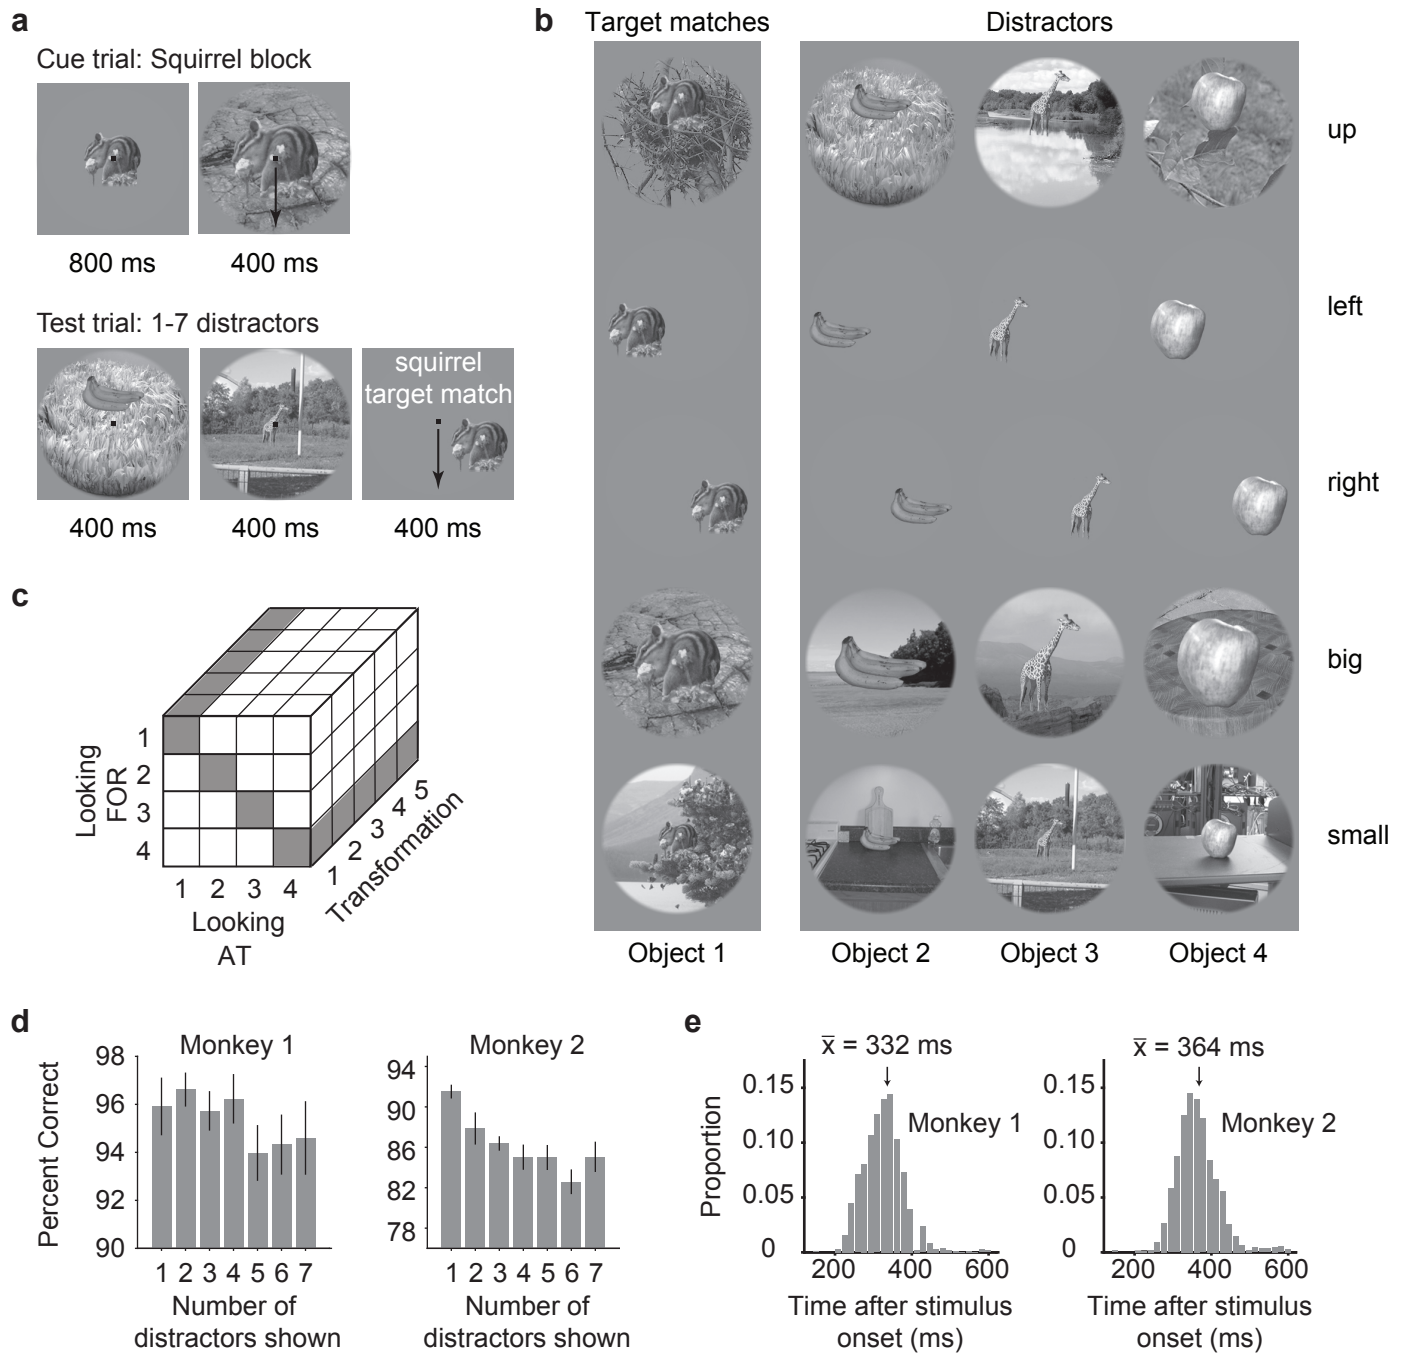 a
Cue trial: Squirrel block
800 ms
400 ms
Test trial: 1-7 distractors
squirrel
target match
400 ms
400 ms
400 ms
b
Target matches
Distractors
up
left
right
big
small
Object 1
Object 2
Object 3
Object 4
c
Looking
FOR
1
2
3
4
1
2
3
4
Looking
AT
1
2
3
4
5
Transformation
d
Monkey 1
Percent Correct
98
96
94
92
90
1 2 3 4 5 6 7
Number of
distractors shown
Monkey 2
94
90
86
82
78
1 2 3 4 5 6 7
Number of
distractors shown
e
x̅ = 332 ms
Monkey 1
Proportion
0.15
0.10
0.05
0
200 400 600
Time after stimulus
onset (ms)
x̅ = 364 ms
Monkey 2
0.15
0.10
0.05
0
200 400 600
Time after stimulus
onset (ms)